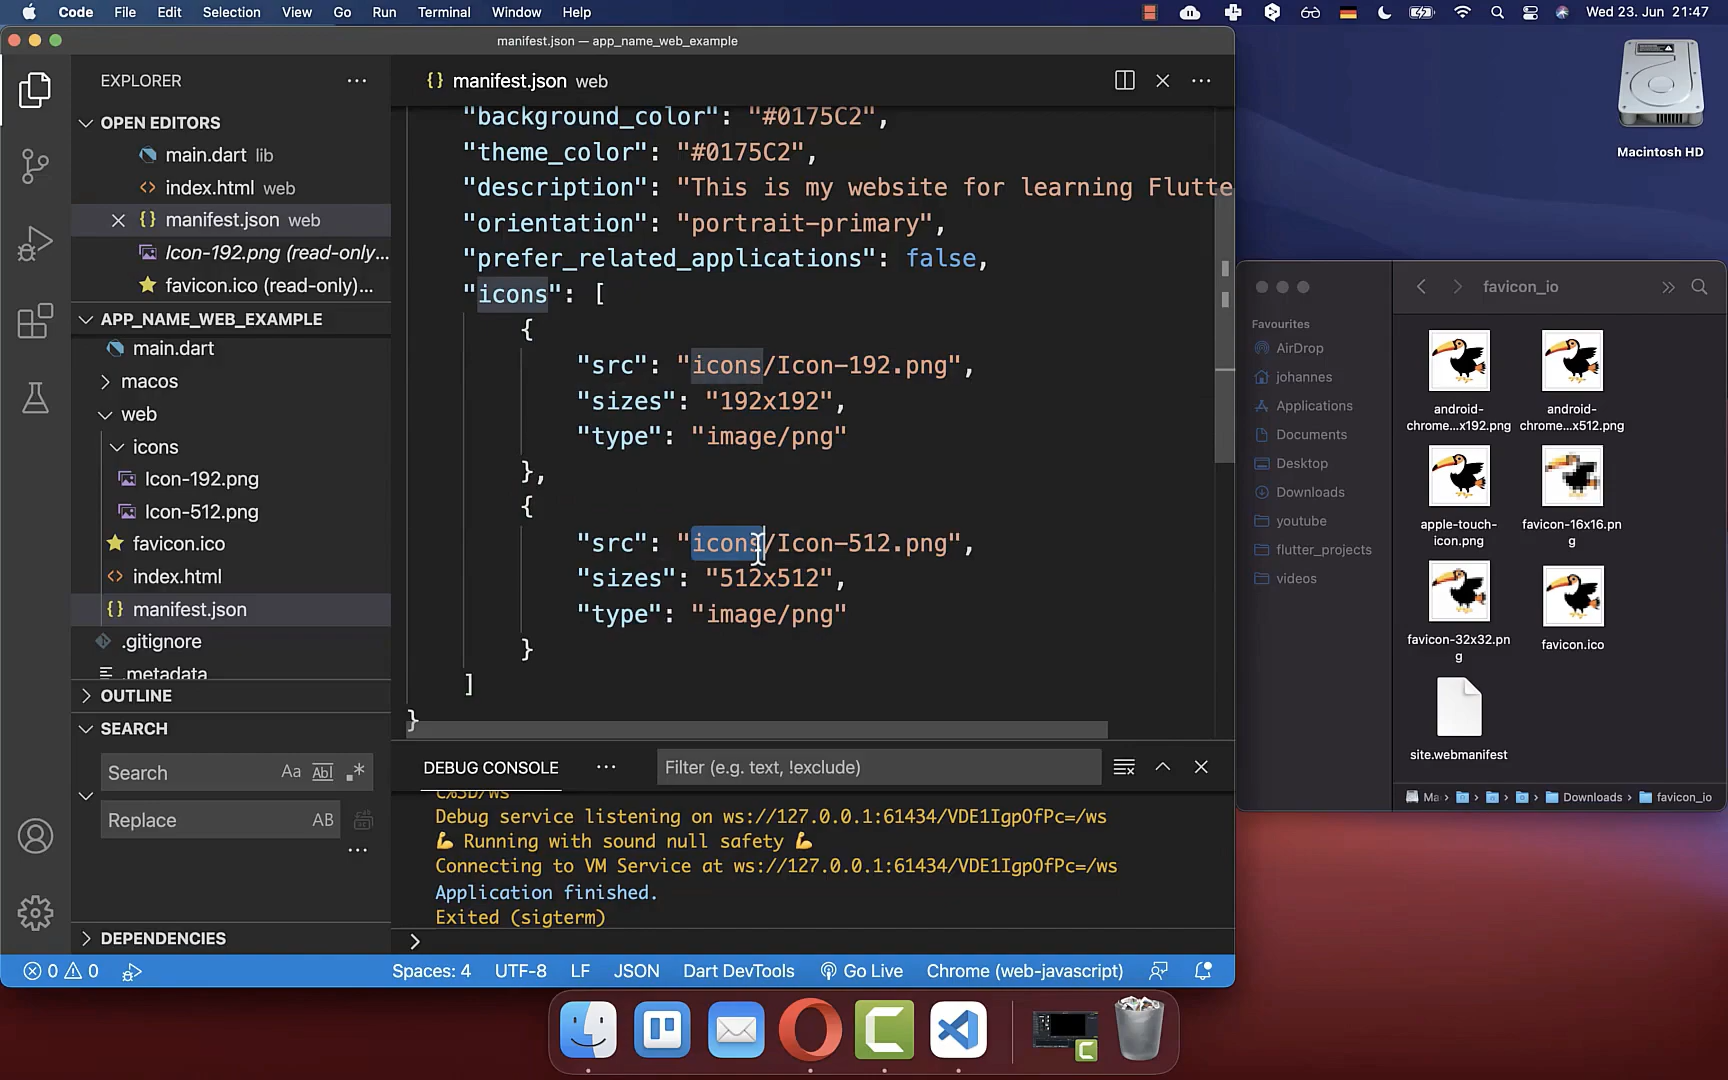 Code File Edit Selection View Go Run Terminal Window Help Wed 23. Jun 21:47
manifest.json — app_name_web_example
EXPLORER
OPEN EDITORS
main.dart lib
index.html web
manifest.json web
Icon-192.png (read-only...
favicon.ico (read-only)...
APP_NAME_WEB_EXAMPLE
main.dart
macos
web
icons
Icon-192.png
Icon-512.png
favicon.ico
index.html
manifest.json
.gitignore
.metadata
OUTLINE
SEARCH
Search Aa Abl .*
Replace AB
DEPENDENCIES
{} manifest.json web
"background_color": "#0175C2",
"theme_color": "#0175C2",
"description": "This is my website for learning Flutte
"orientation": "portrait-primary",
"prefer_related_applications": false,
"icons": [
{
"src": "icons/Icon-192.png",
"sizes": "192x192",
"type": "image/png"
},
{
"src": "icons/Icon-512.png",
"sizes": "512x512",
"type": "image/png"
}
]
}
DEBUG CONSOLE Filter (e.g. text, !exclude)
C%3D/ws
Debug service listening on ws://127.0.0.1:61434/VDE1IgpOfPc=/ws
💪 Running with sound null safety 💪
Connecting to VM Service at ws://127.0.0.1:61434/VDE1IgpOfPc=/ws
Application finished.
Exited (sigterm)
0 0 Spaces: 4 UTF-8 LF JSON Dart DevTools Go Live Chrome (web-javascript)
Macintosh HD
favicon_io
Favourites
AirDrop
johannes
Applications
Documents
Desktop
Downloads
youtube
flutter_projects
videos
android-
chrome...x192.png
android-
chrome...x512.png
apple-touch-
icon.png
favicon-16x16.pn
g
favicon-32x32.pn
g
favicon.ico
site.webmanifest
Ma Downloads favicon_io